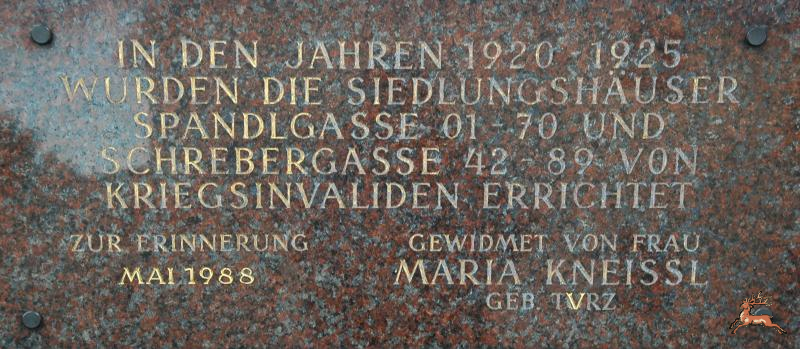 IN DEN JAHREN 1920 - 1925
WURDEN DIE SIEDLUNGSHÄUSER
SPANDLGASSE 01 - 70 UND
SCHREBERGASSE 42 - 89 VON
KRIEGSINVALIDEN ERRICHTET
ZUR ERINNERUNG
MAI 1988
GEWIDMET VON FRAU
MARIA KNEISSL
GEB TVRZ